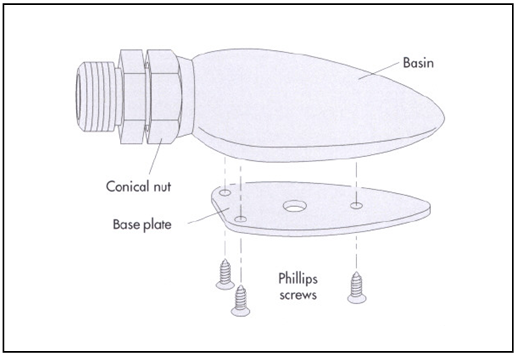 Basin
Conical nut
Base plate
Phillips
screws